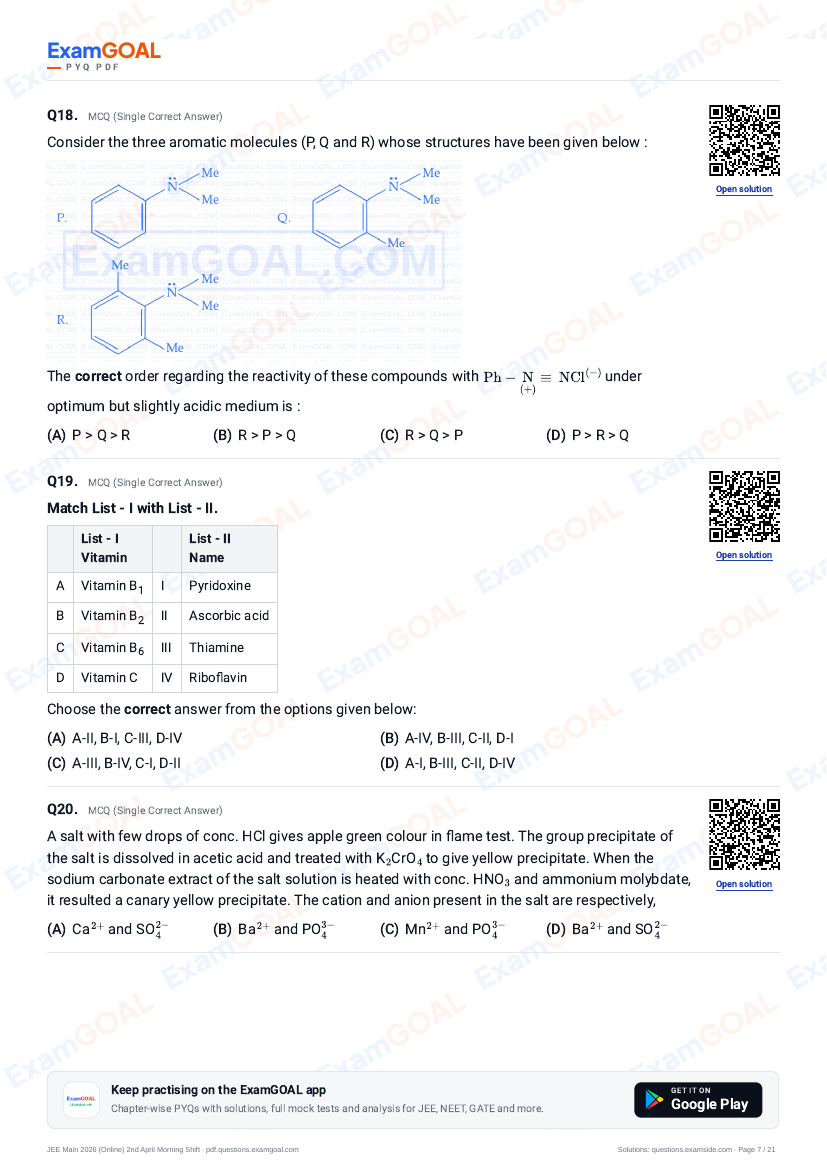 ExamGOAL
PYQ PDF
Q18. MCQ (Single Correct Answer)
Consider the three aromatic molecules (P, Q and R) whose structures have been given below :
Open solution
P. N Me Me
Q. N Me Me Me
R. Me N Me Me Me
ExamGOAL.COM
The correct order regarding the reactivity of these compounds with Ph − N ≡ NCl(−) under
(+)
optimum but slightly acidic medium is :
(A) P > Q > R (B) R > P > Q (C) R > Q > P (D) P > R > Q
Q19. MCQ (Single Correct Answer)
Match List - I with List - II.
Open solution
List - I Vitamin List - II Name
A Vitamin B1 I Pyridoxine
B Vitamin B2 II Ascorbic acid
C Vitamin B6 III Thiamine
D Vitamin C IV Riboflavin
Choose the correct answer from the options given below:
(A) A-II, B-I, C-III, D-IV (B) A-IV, B-III, C-II, D-I
(C) A-III, B-IV, C-I, D-II (D) A-I, B-III, C-II, D-IV
Q20. MCQ (Single Correct Answer)
A salt with few drops of conc. HCl gives apple green colour in flame test. The group precipitate of
the salt is dissolved in acetic acid and treated with K₂CrO₄ to give yellow precipitate. When the
sodium carbonate extract of the salt solution is heated with conc. HNO₃ and ammonium molybdate,
it resulted a canary yellow precipitate. The cation and anion present in the salt are respectively,
Open solution
(A) Ca²⁺ and SO₄²⁻ (B) Ba²⁺ and PO₄³⁻ (C) Mn²⁺ and PO₄³⁻ (D) Ba²⁺ and SO₄²⁻
Keep practising on the ExamGOAL app
Chapter-wise PYQs with solutions, full mock tests and analysis for JEE, NEET, GATE and more.
GET IT ON
Google Play
JEE Main 2026 (Online) 2nd April Morning Shift · pdf.questions.examgoal.com
Solutions: questions.examside.com · Page 7 / 21